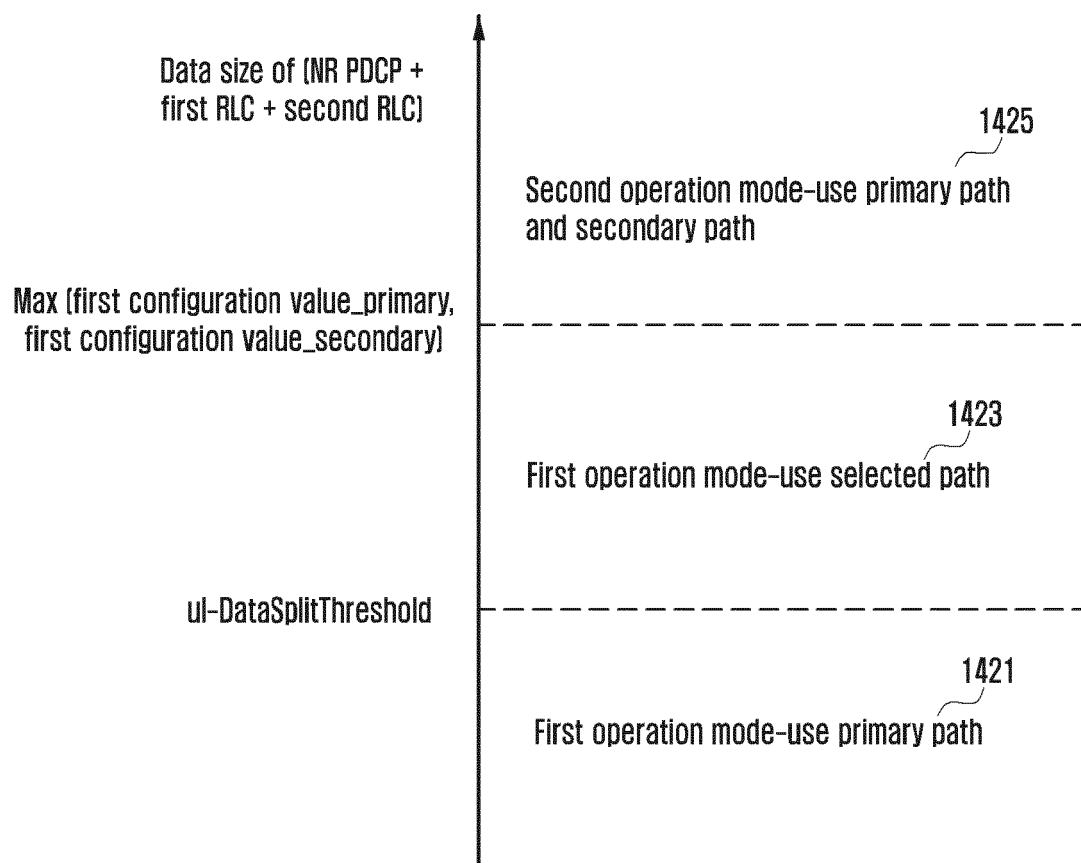 Data size of (NR PDCP +
first RLC + second RLC)
1425
Second operation mode-use primary path
and secondary path
Max (first configuration value_primary,
first configuration value_secondary)
1423
First operation mode-use selected path
ul-DataSplitThreshold
1421
First operation mode-use primary path